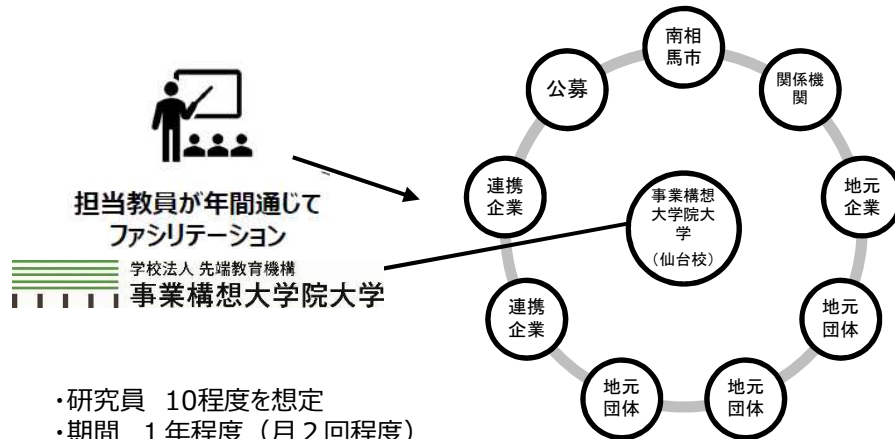 担当教員が年間通じて
ファシリテーション
学校法人 先端教育機構
事業構想大学院大学
南相
馬市
関係機
関
地元
企業
地元
団体
地元
団体
地元
団体
連携
企業
連携
企業
公募
事業構想
大学院大
学
（仙台校）
・研究員 10程度を想定
・期間 １年程度（月２回程度）